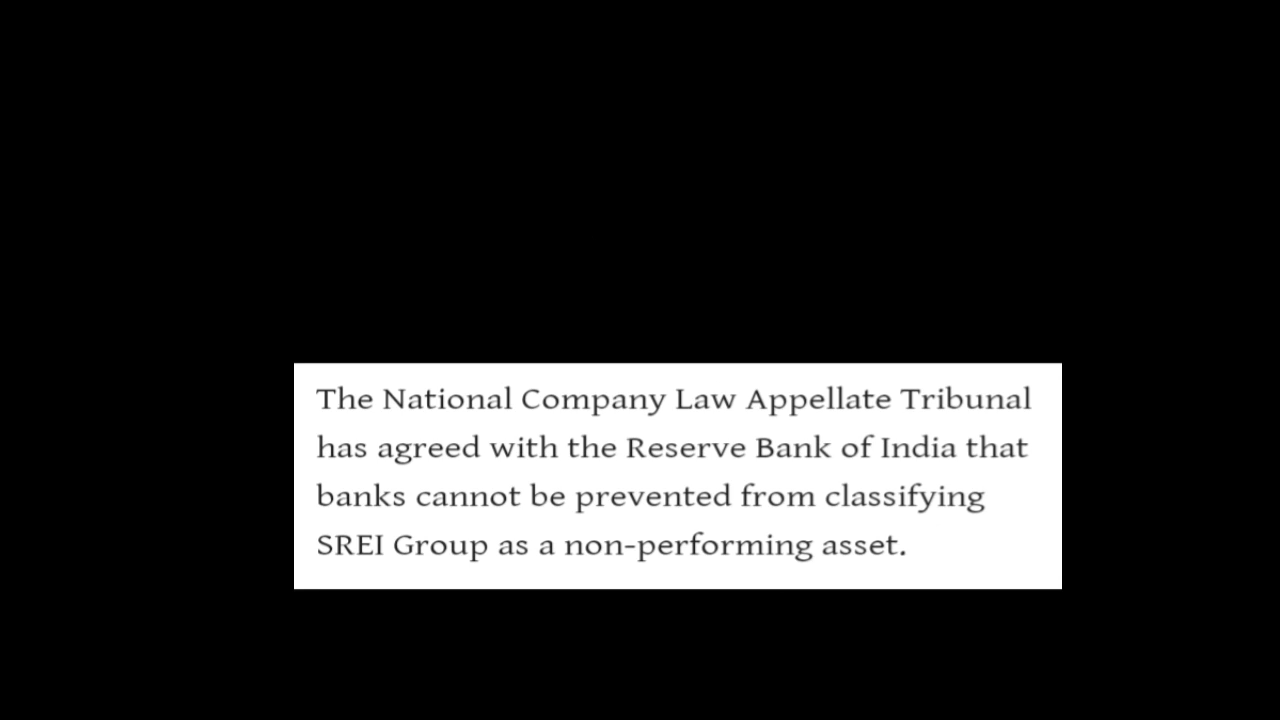 The National Company Law Appellate Tribunal
has agreed with the Reserve Bank of India that
banks cannot be prevented from classifying
SREI Group as a non-performing asset.